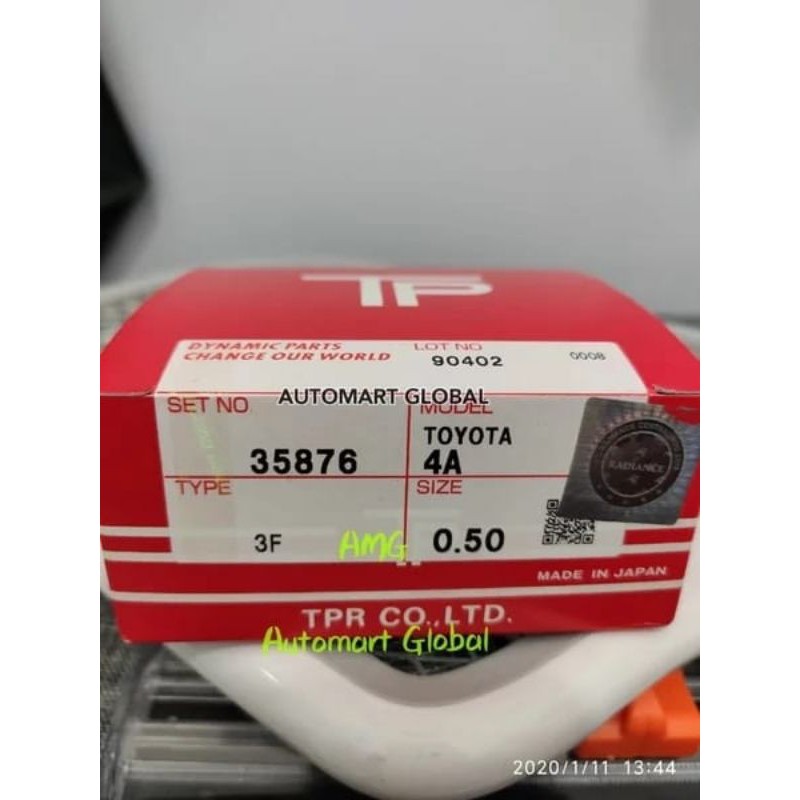 TP
DYNAMIC PARTS
CHANGE OUR WORLD
LOT NO
90402
0008
AUTOMART GLOBAL
SET NO
35876
MODEL
TOYOTA
4A
RADIANCE
TYPE
3F
AMG
SIZE
0.50
MADE IN JAPAN
TPR CO.,LTD.
Automart Global
2020/1/11 13:44